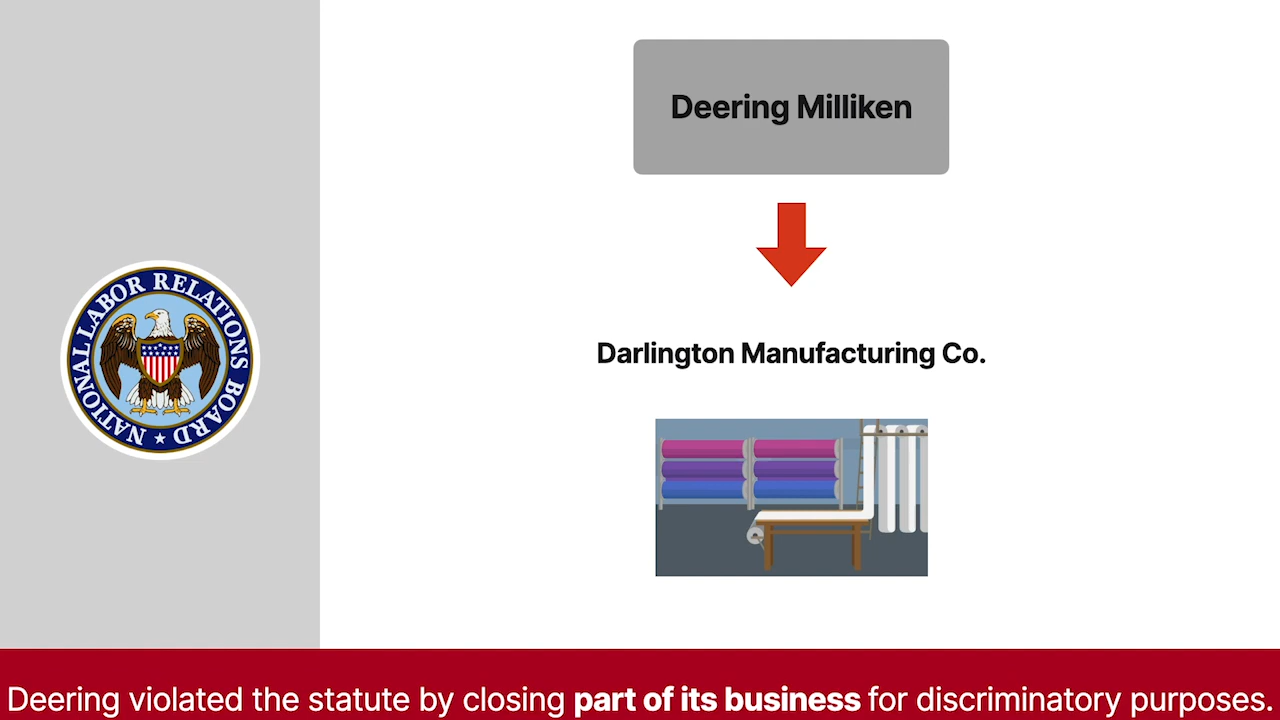 Deering Milliken
Darlington Manufacturing Co.
NATIONAL LABOR RELATIONS BOARD
Deering violated the statute by closing part of its business for discriminatory purposes.